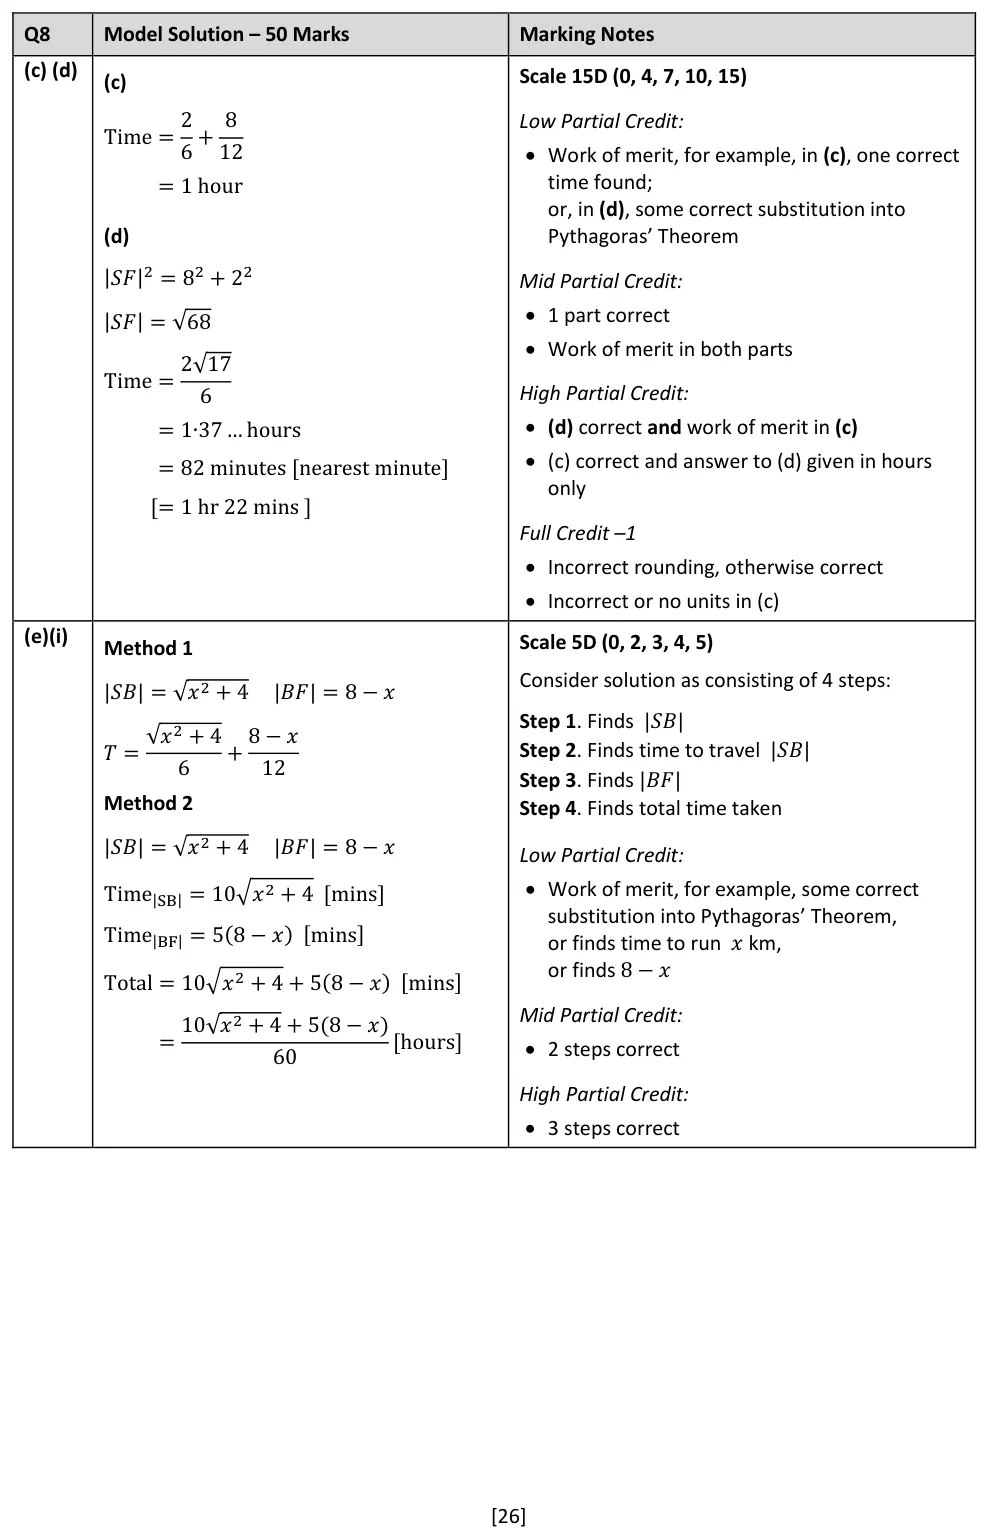 Q8 Model Solution – 50 Marks Marking Notes
(c) (d)
(c)
Time = 2/6 + 8/12
= 1 hour
(d)
|SF|² = 8² + 2²
|SF| = √68
Time = 2√17/6
= 1·37 … hours
= 82 minutes [nearest minute]
[= 1 hr 22 mins ]
Scale 15D (0, 4, 7, 10, 15)
Low Partial Credit:
• Work of merit, for example, in (c), one correct
time found;
or, in (d), some correct substitution into
Pythagoras’ Theorem
Mid Partial Credit:
• 1 part correct
• Work of merit in both parts
High Partial Credit:
• (d) correct and work of merit in (c)
• (c) correct and answer to (d) given in hours
only
Full Credit –1
• Incorrect rounding, otherwise correct
• Incorrect or no units in (c)
(e)(i)
Method 1
|SB| = √(x² + 4) |BF| = 8 − x
T = √(x² + 4)/6 + (8 − x)/12
Method 2
|SB| = √(x² + 4) |BF| = 8 − x
Time|SB| = 10√(x² + 4) [mins]
Time|BF| = 5(8 − x) [mins]
Total = 10√(x² + 4) + 5(8 − x) [mins]
= (10√(x² + 4) + 5(8 − x))/60 [hours]
Scale 5D (0, 2, 3, 4, 5)
Consider solution as consisting of 4 steps:
Step 1. Finds |SB|
Step 2. Finds time to travel |SB|
Step 3. Finds |BF|
Step 4. Finds total time taken
Low Partial Credit:
• Work of merit, for example, some correct
substitution into Pythagoras’ Theorem,
or finds time to run x km,
or finds 8 − x
Mid Partial Credit:
• 2 steps correct
High Partial Credit:
• 3 steps correct
[26]